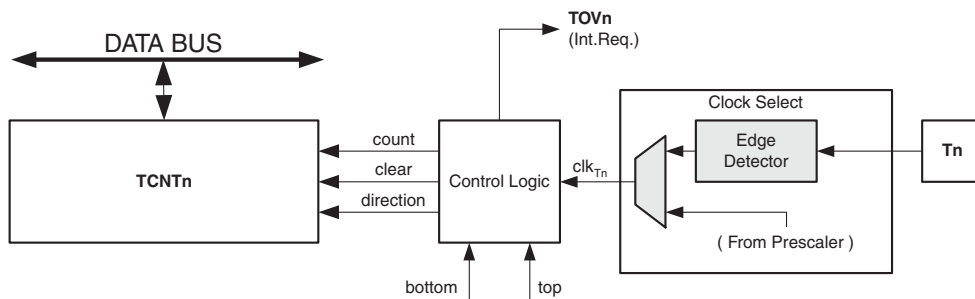 TOVn
(Int.Req.)
DATA BUS
Clock Select
count
Edge
Detector
Tn
TCNTn
clear
Control Logic
clkTn
direction
( From Prescaler )
bottom
top